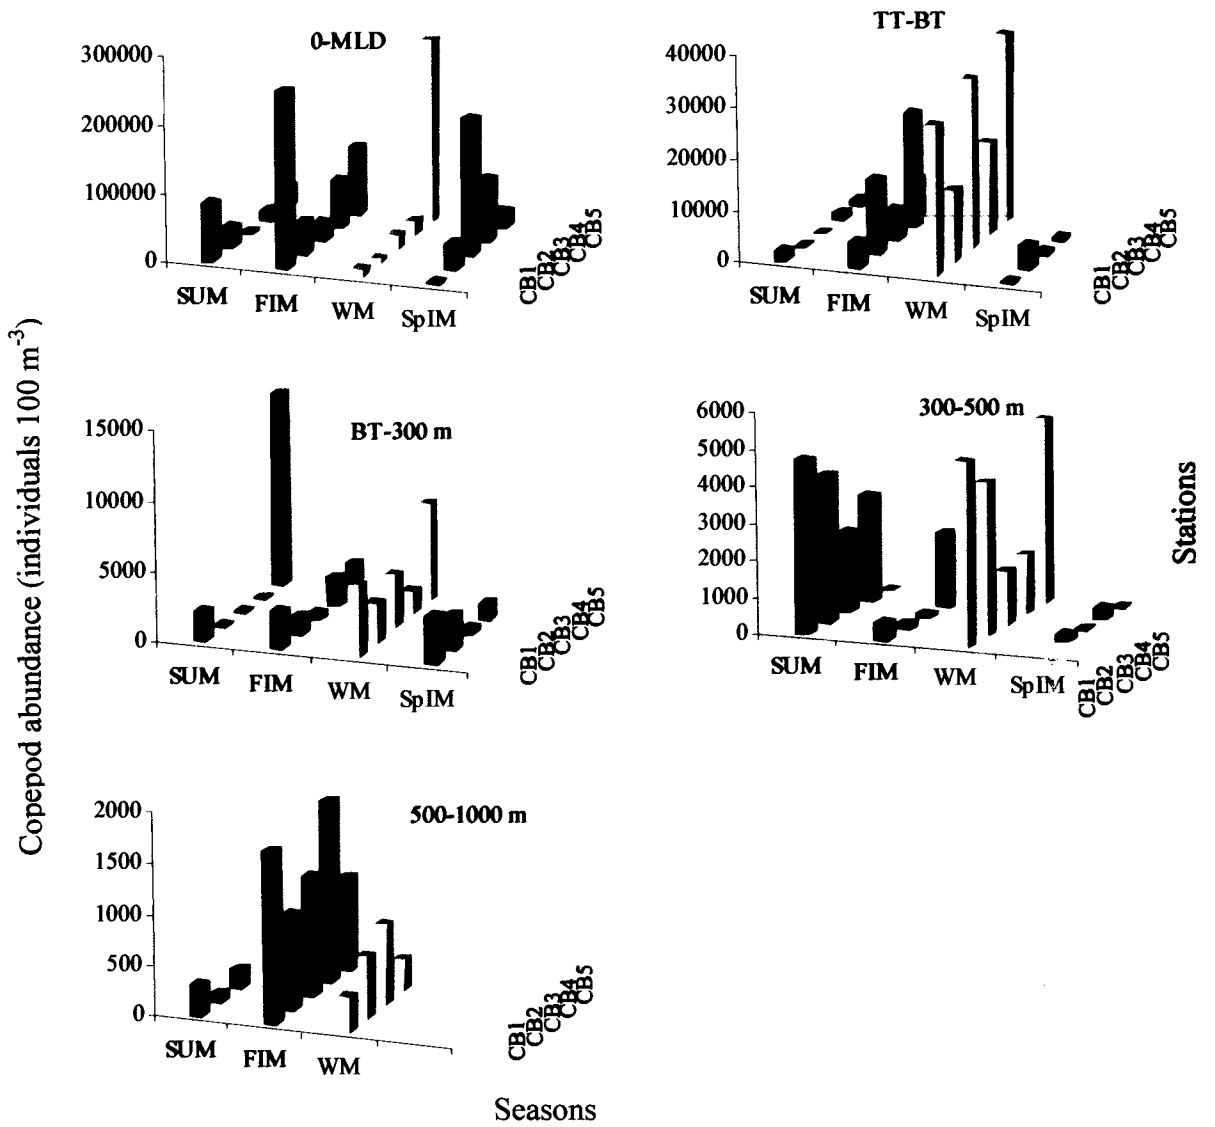 0-MLD
300000
200000
100000
0
SUM
FIM
WM
SpIM
CB1
CB2
CB3
CB4
CB5
TT-BT
40000
30000
20000
10000
0
SUM
FIM
WM
SpIM
CB1
CB2
CB3
CB4
CB5
Copepod abundance (individuals 100 m⁻³)
BT-300 m
15000
10000
5000
0
SUM
FIM
WM
SpIM
CB1
CB2
CB3
CB4
CB5
300-500 m
6000
5000
4000
3000
2000
1000
0
SUM
FIM
WM
SpIM
CB1
CB2
CB3
CB4
CB5
Stations
500-1000 m
2000
1500
1000
500
0
SUM
FIM
WM
CB1
CB2
CB3
CB4
CB5
Seasons